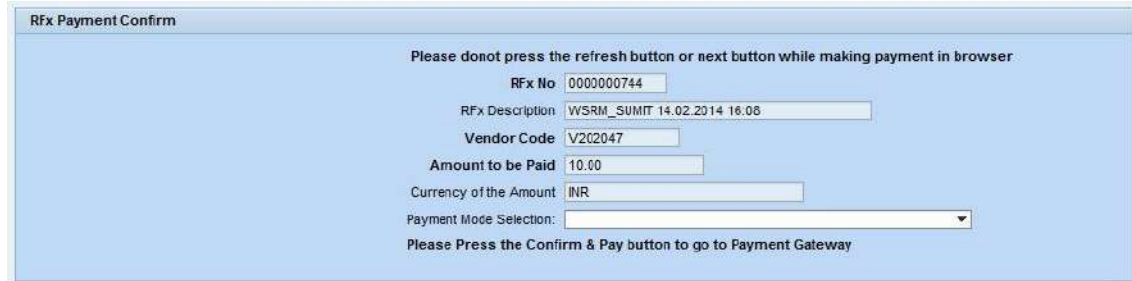 RFx Payment Confirm
Please donot press the refresh button or next button while making payment in browser
RFx No 0000000744
RFx Description WSRM_SUMIT 14.02.2014 16:08
Vendor Code V202047
Amount to be Paid 10.00
Currency of the Amount INR
Payment Mode Selection:
Please Press the Confirm & Pay button to go to Payment Gateway